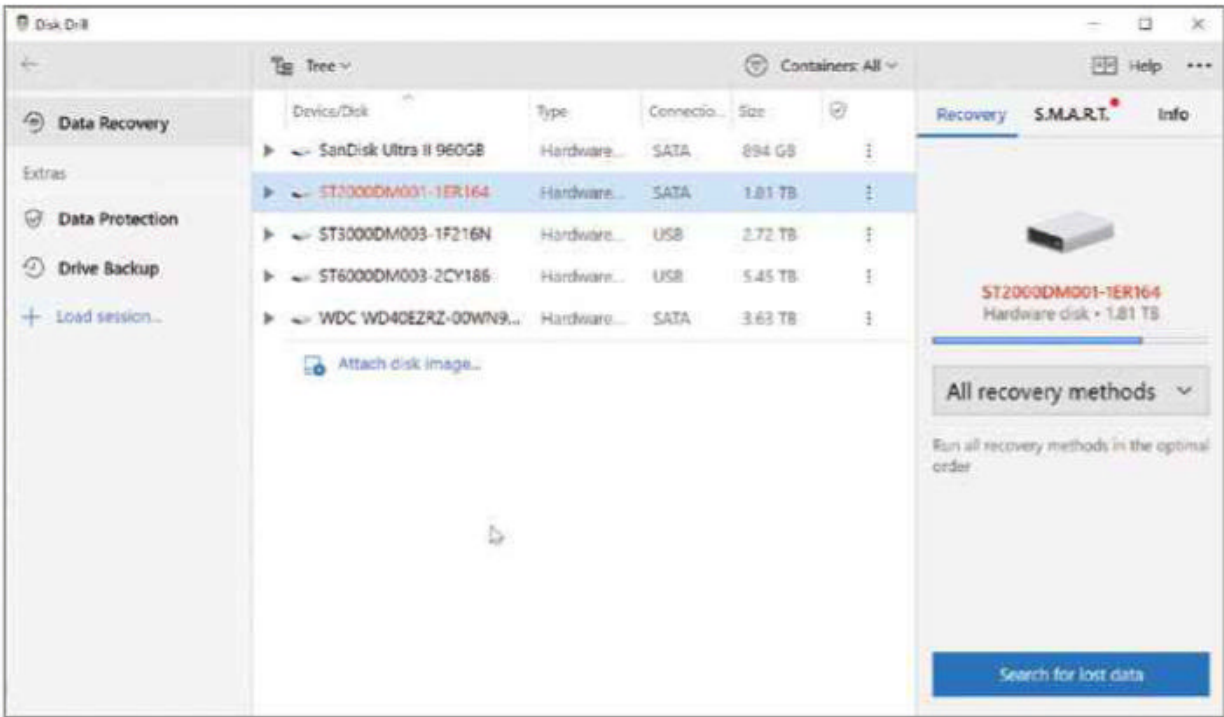 Disk Drill
Tree
Containers: All
Help
Data Recovery
Extras
Data Protection
Drive Backup
Load session...
Device/Disk Type Connectio... Size
SanDisk Ultra II 960GB Hardware... SATA 894 GB
ST2000DM001-1ER164 Hardware... SATA 1.81 TB
ST3000DM003-1F216N Hardware... USB 2.72 TB
ST6000DM003-2CY186 Hardware... USB 5.45 TB
WDC WD40EZRZ-00WN9... Hardware... SATA 3.63 TB
Attach disk image...
Recovery S.M.A.R.T. Info
ST2000DM001-1ER164
Hardware disk • 1.81 TB
All recovery methods
Run all recovery methods in the optimal
order
Search for lost data